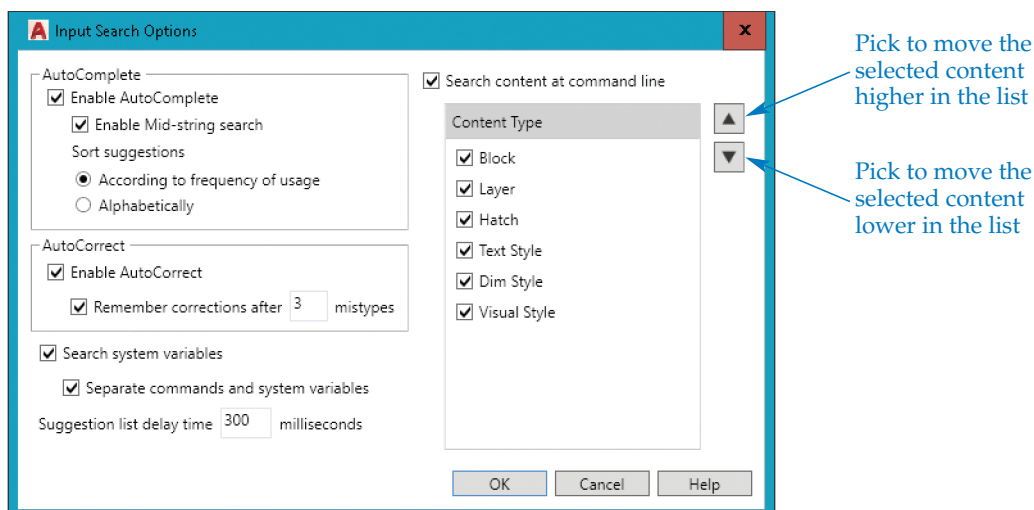 Input Search Options
x
AutoComplete
Enable AutoComplete
Enable Mid-string search
Sort suggestions
According to frequency of usage
Alphabetically
AutoCorrect
Enable AutoCorrect
Remember corrections after 3 mistypes
Search system variables
Separate commands and system variables
Suggestion list delay time 300 milliseconds
Search content at command line
Content Type
Block
Layer
Hatch
Text Style
Dim Style
Visual Style
OK Cancel Help
Pick to move the
selected content
higher in the list
Pick to move the
selected content
lower in the list